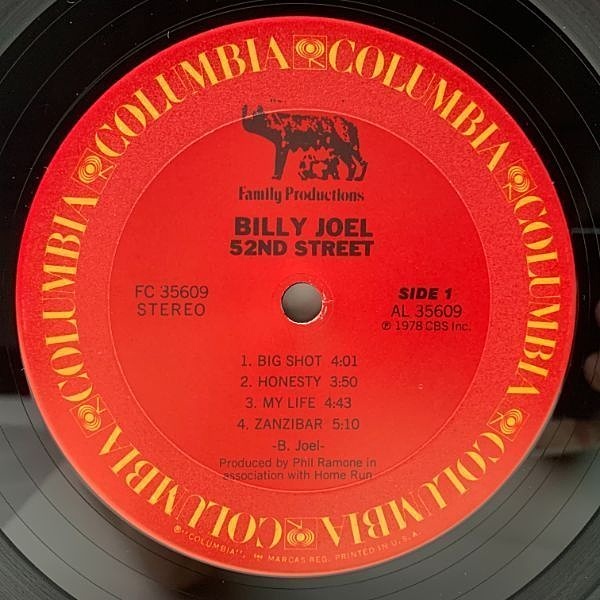 COLUMBIA COLUMBIA COLUMBIA COLUMBIA COLUMBIA COLUMBIA COLUMBIA COLUMBIA
Family Productions
BILLY JOEL
52ND STREET
FC 35609
STEREO
SIDE 1
AL 35609
℗ 1978 CBS Inc.
1. BIG SHOT 4:01
2. HONESTY 3:50
3. MY LIFE 4:43
4. ZANZIBAR 5:10
-B. Joel-
Produced by Phil Ramone in
association with Home Run
"COLUMBIA", MARCAS REG. PRINTED IN U.S.A.